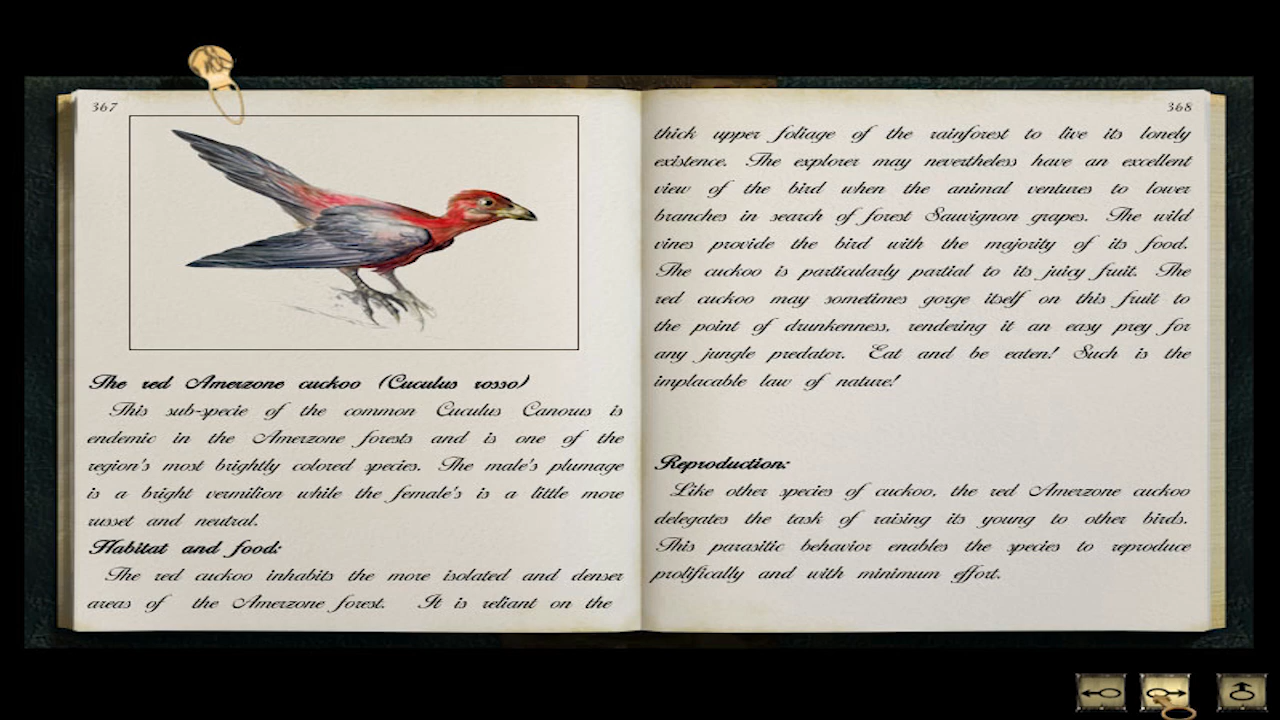 367
The red Amerzone cuckoo (Cuculus rosso)
This sub-specie of the common Cuculus Canorus is
endemic in the Amerzone forests and is one of the
region's most brightly colored species. The male's plumage
is a bright vermilion while the female's is a little more
russet and neutral.
Habitat and food:
The red cuckoo inhabits the more isolated and denser
areas of the Amerzone forest. It is reliant on the
368
thick upper foliage of the rainforest to live its lonely
existence. The explorer may nevertheless have an excellent
view of the bird when the animal ventures to lower
branches in search of forest Sauvignon grapes. The wild
vines provide the bird with the majority of its food.
The cuckoo is particularly partial to its juicy fruit. The
red cuckoo may sometimes gorge itself on this fruit to
the point of drunkenness, rendering it an easy prey for
any jungle predator. Eat and be eaten! Such is the
implacable law of nature!
Reproduction:
Like other species of cuckoo, the red Amerzone cuckoo
delegates the task of raising its young to other birds.
This parasitic behavior enables the species to reproduce
prolifically and with minimum effort.